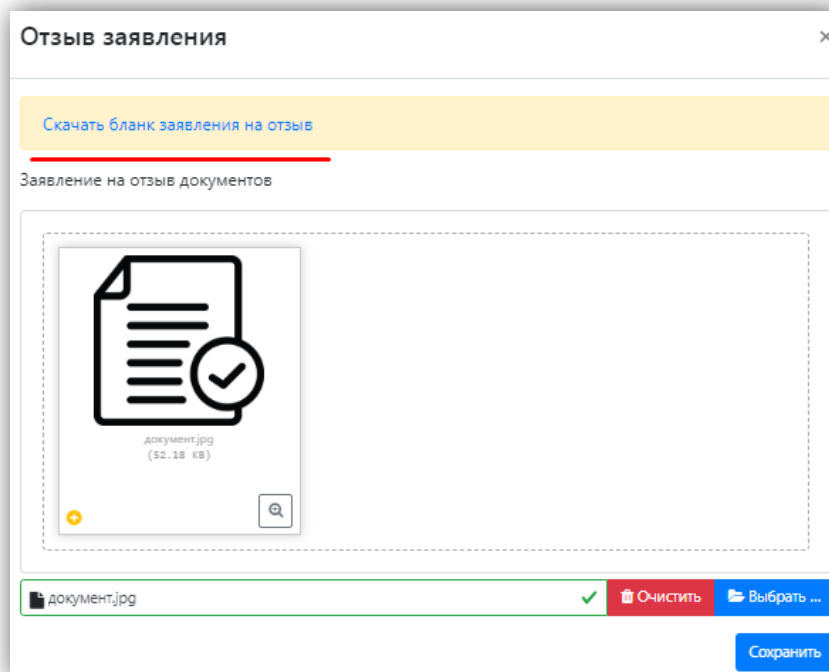 Отзыв заявления
×
Скачать бланк заявления на отзыв
Заявление на отзыв документов
документ.jpg
(52.18 KB)
документ.jpg
Очистить
Выбрать ...
Сохранить